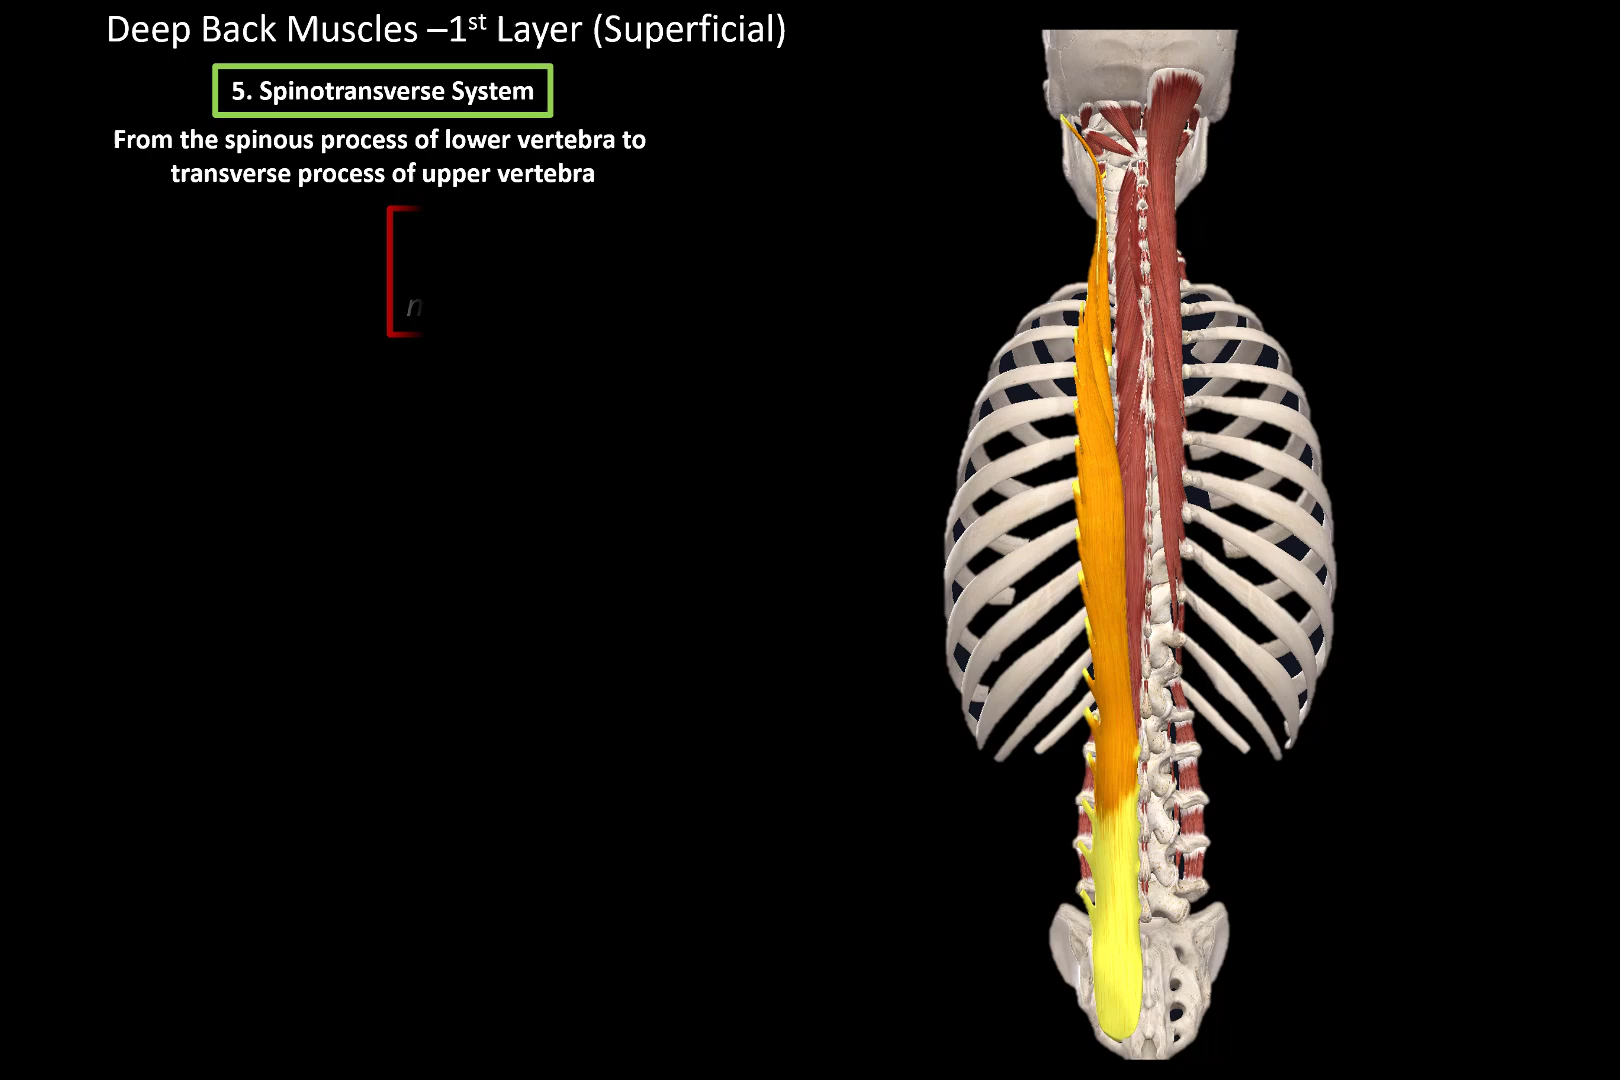 Deep Back Muscles –1st Layer (Superficial)
5. Spinotransverse System
From the spinous process of lower vertebra to
transverse process of upper vertebra